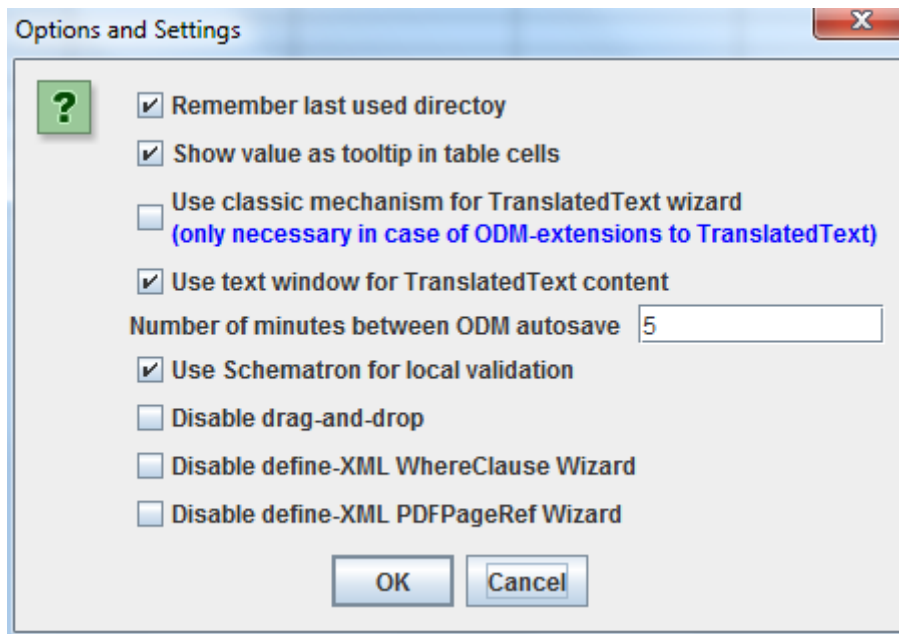 Options and Settings
Remember last used directoy
Show value as tooltip in table cells
Use classic mechanism for TranslatedText wizard
(only necessary in case of ODM-extensions to TranslatedText)
Use text window for TranslatedText content
Number of minutes between ODM autosave 5
Use Schematron for local validation
Disable drag-and-drop
Disable define-XML WhereClause Wizard
Disable define-XML PDFPageRef Wizard
OK Cancel